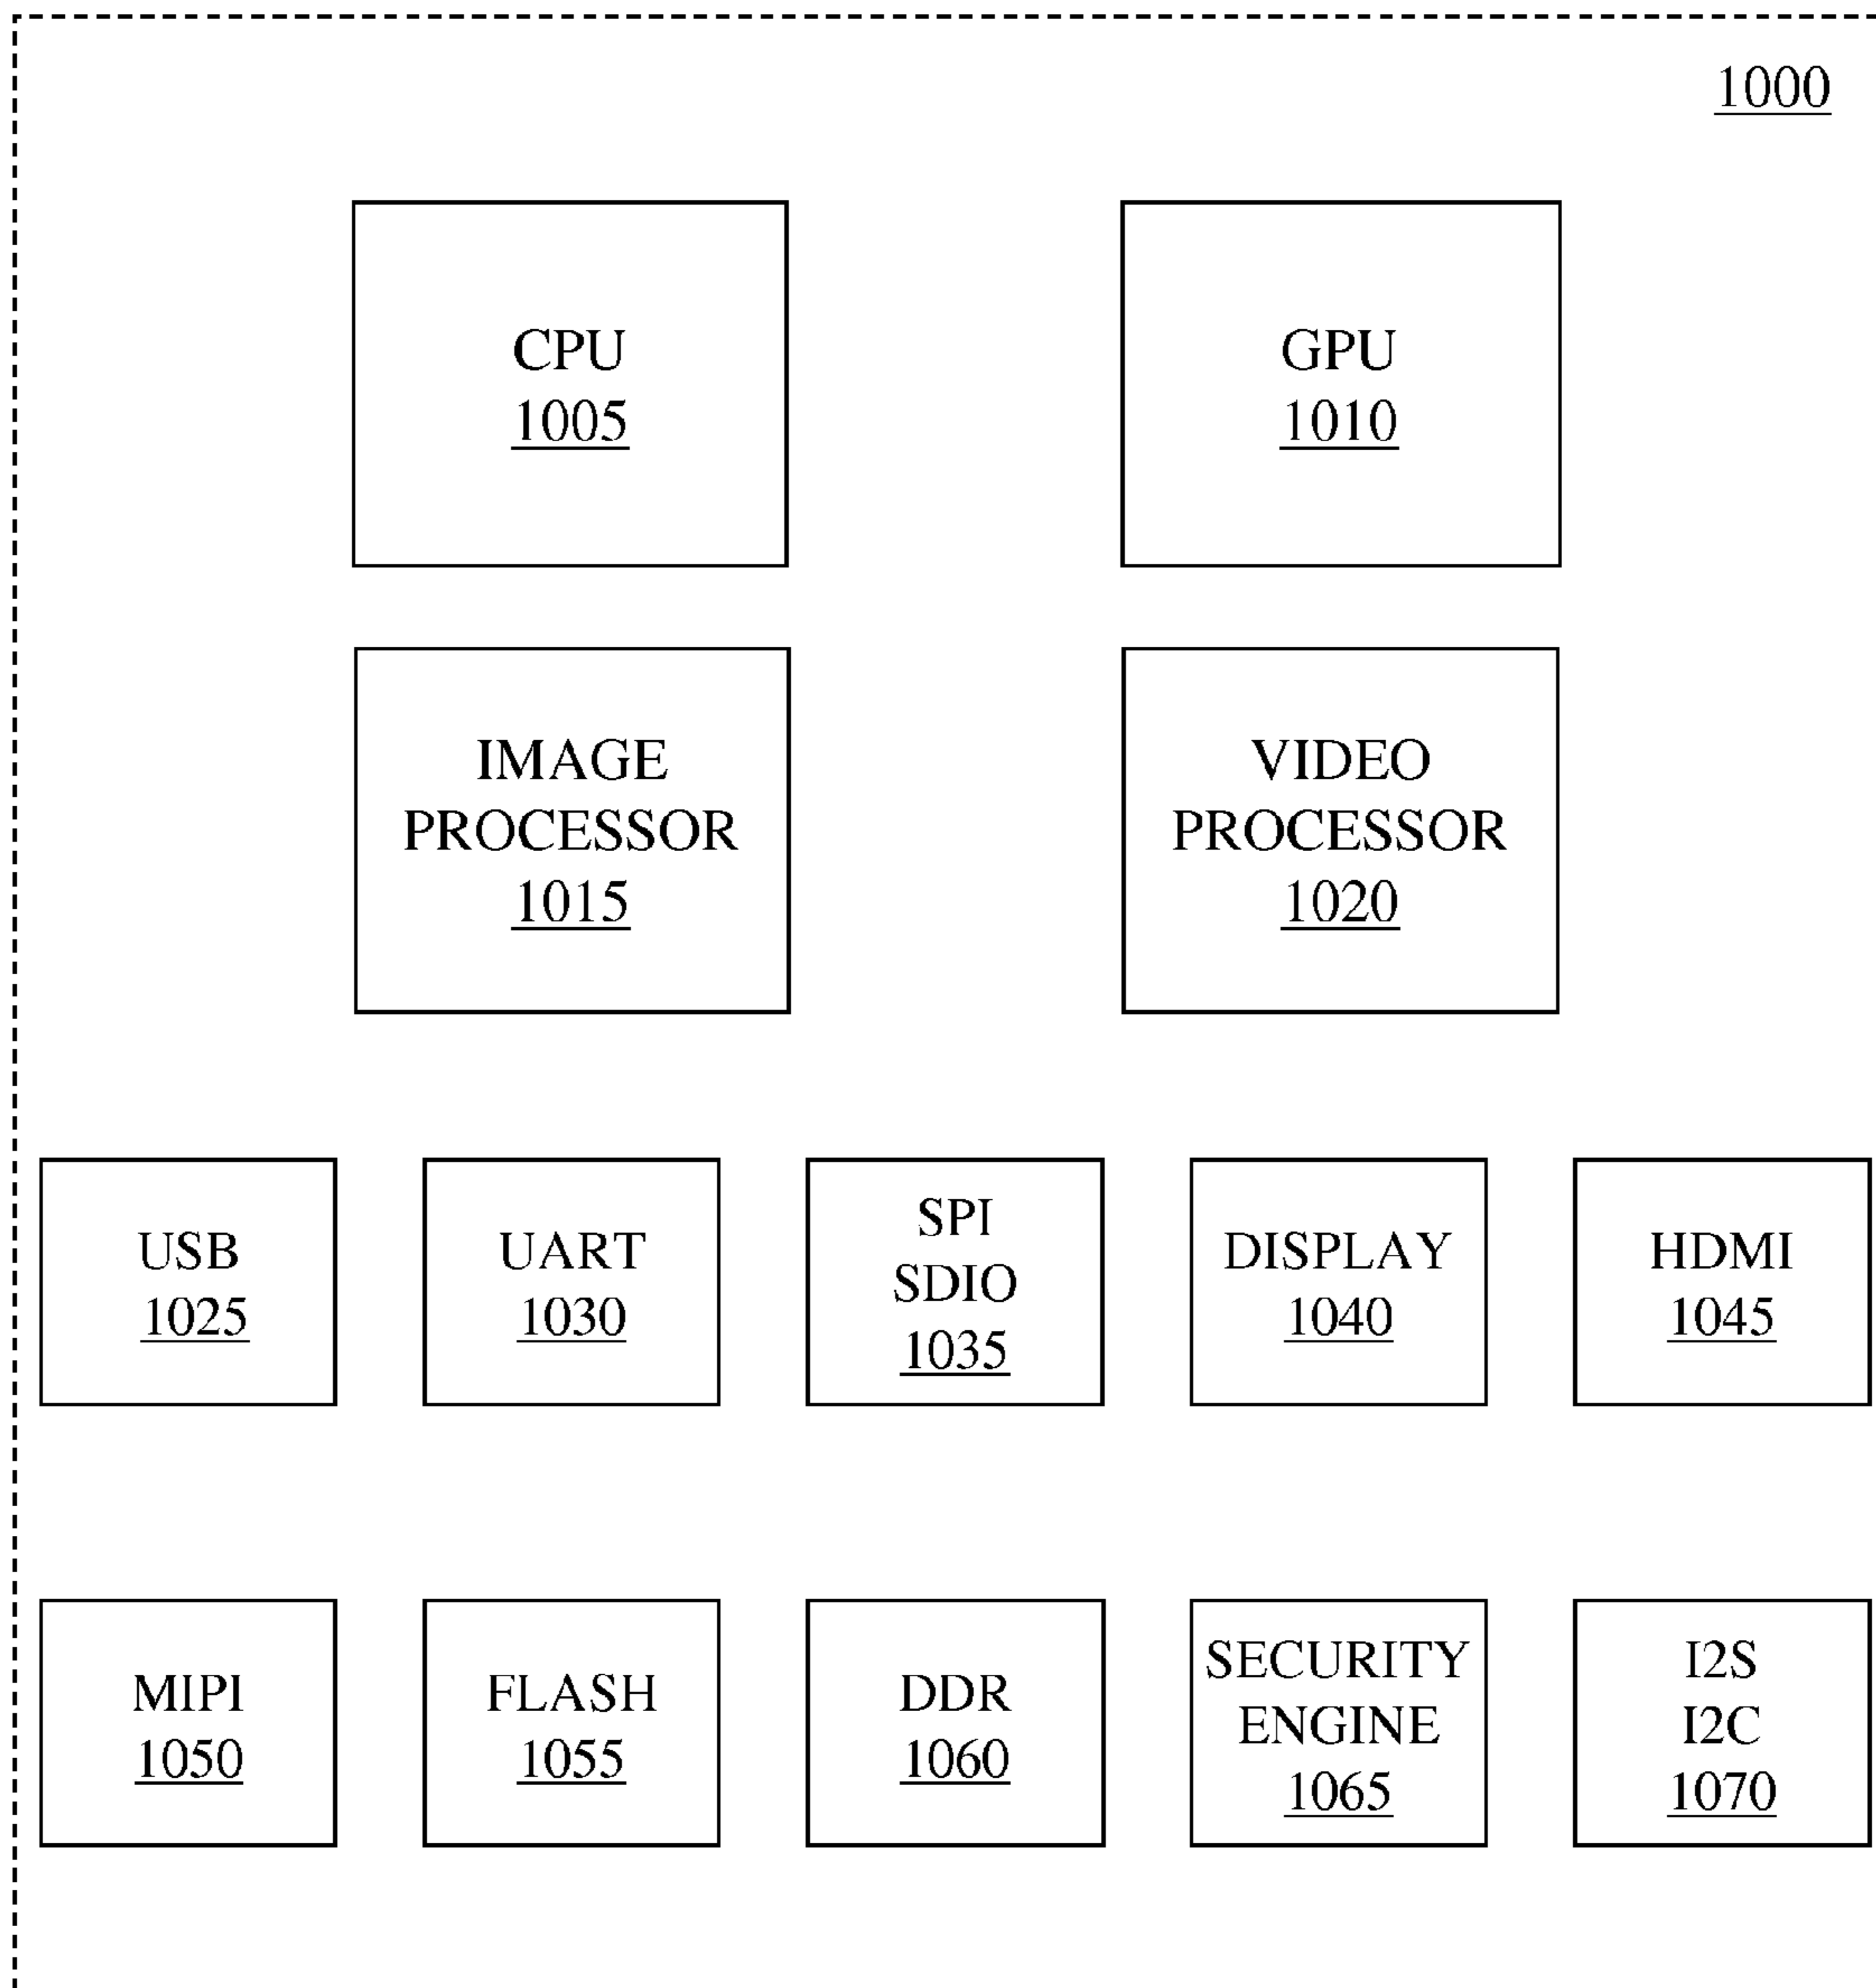 1000
CPU
1005
GPU
1010
IMAGE
PROCESSOR
1015
VIDEO
PROCESSOR
1020
USB
1025
UART
1030
SPI
SDIO
1035
DISPLAY
1040
HDMI
1045
MIPI
1050
FLASH
1055
DDR
1060
SECURITY
ENGINE
1065
I2S
I2C
1070